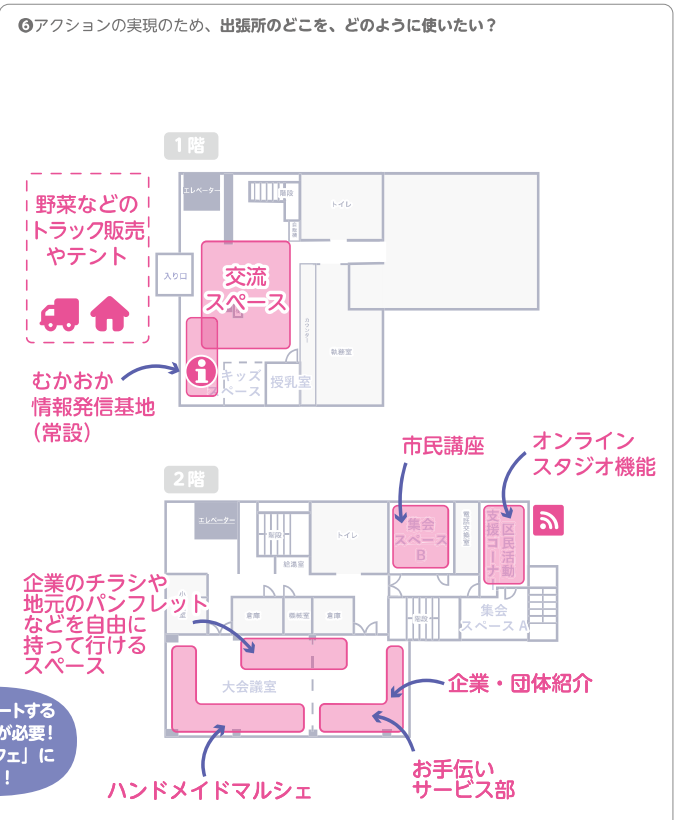 ❻アクションの実現のため、出張所のどこを、どのように使いたい？
1階
野菜などの
トラック販売
やテント
エレベーター
階段
トイレ
入り口
交流
スペース
カウンター
執務室
キッズ
スペース
授乳室
むかおか
情報発信基地
（常設）
2階
市民講座
オンライン
スタジオ機能
エレベーター
階段
トイレ
集会
スペース
B
電話交換室
区民活動
支援コーナー
企業のチラシや
地元のパンフレット
などを自由に
持って行ける
スペース
倉庫
機械室
倉庫
階段
集会
スペース A
大会議室
企業・団体紹介
ートする
が必要！
フェ」に
！
ハンドメイドマルシェ
お手伝い
サービス部